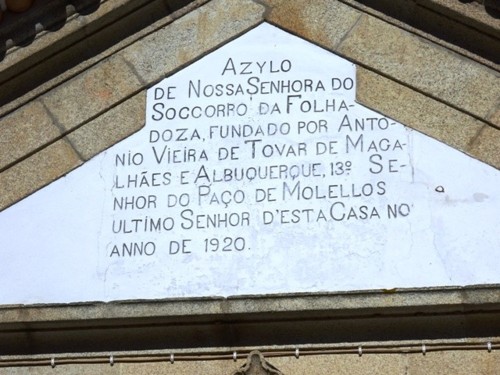 AZYLO
DE NOSSA SENHORA DO
SOCCORRO DA FOLHA-
DOZA, FUNDADO POR ANTO-
NIO VIEIRA DE TOVAR DE MAGA-
LHÃES E ALBUQUERQUE, 13º SE-
NHOR DO PAÇO DE MOLELLOS
ULTIMO SENHOR D'ESTA CASA NO
ANNO DE 1920.